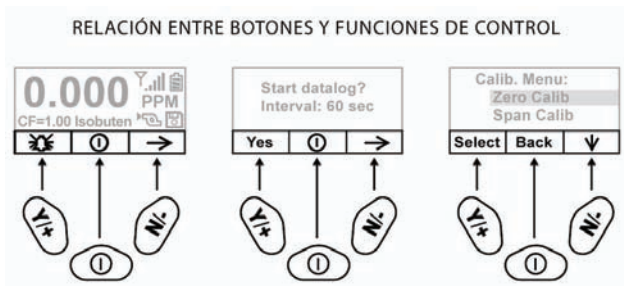 RELACIÓN ENTRE BOTONES Y FUNCIONES DE CONTROL
0.000
PPM
CF=1.00 Isobuten
Y/+
N/-
Start datalog?
Interval: 60 sec
Yes
Y/+
N/-
Calib. Menu:
Zero Calib
Span Calib
Select Back
Y/+
N/-